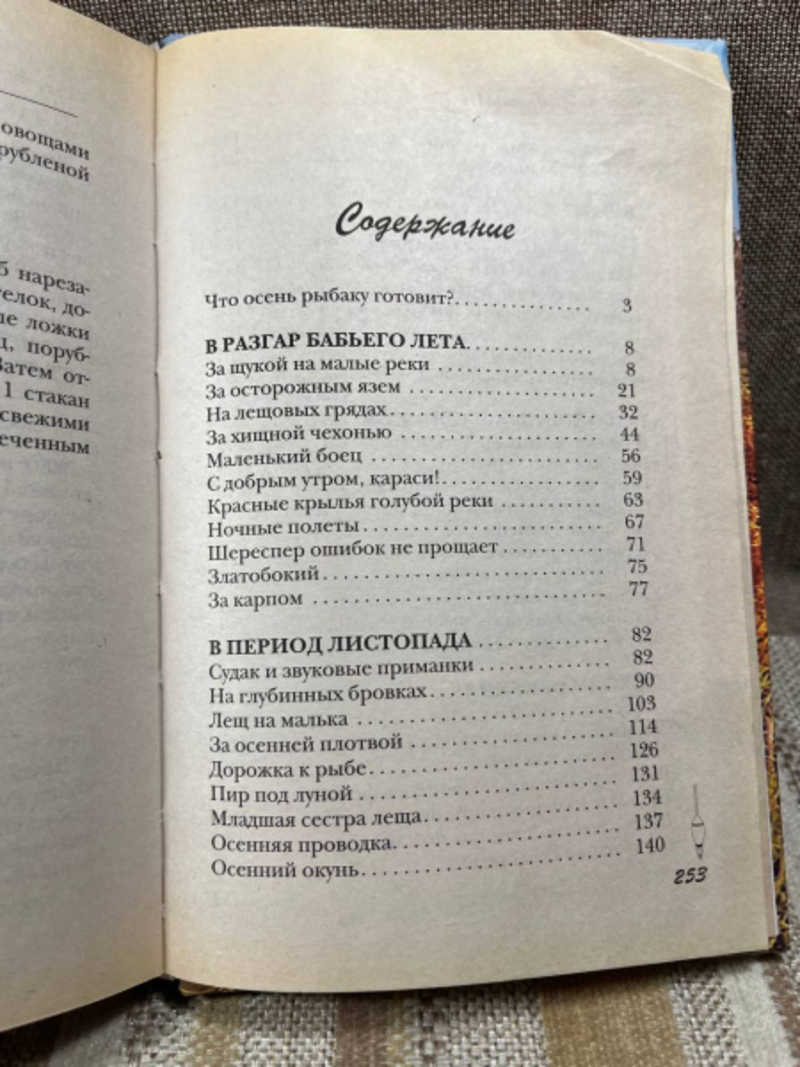 овощами
рубленой
5 нареза-
елок, до-
ые ложки
ц, поруб-
Затем от-
1 стакан
свежими
еченным
Содержание
Что осень рыбаку готовит?.............. 3
В РАЗГАР БАБЬЕГО ЛЕТА............. 8
За щукой на малые реки ................ 8
За осторожным язем .................... 21
На лещовых грядах..................... 32
За хищной чехонью .................... 44
Маленький боец ....................... 56
С добрым утром, караси!................ 59
Красные крылья голубой реки ........... 63
Ночные полеты........................ 67
Шереспер ошибок не прощает........... 71
Златобокий............................ 75
За карпом ............................ 77
В ПЕРИОД ЛИСТОПАДА ............. 82
Судак и звуковые приманки ............. 82
На глубинных бровках.................. 90
Лещ на малька ........................ 103
За осенней плотвой .................... 114
Дорожка к рыбе....................... 126
Пир под луной ........................ 131
Младшая сестра леща................... 134
Осенняя проводка..................... 137
Осенний окунь........................ 140
253